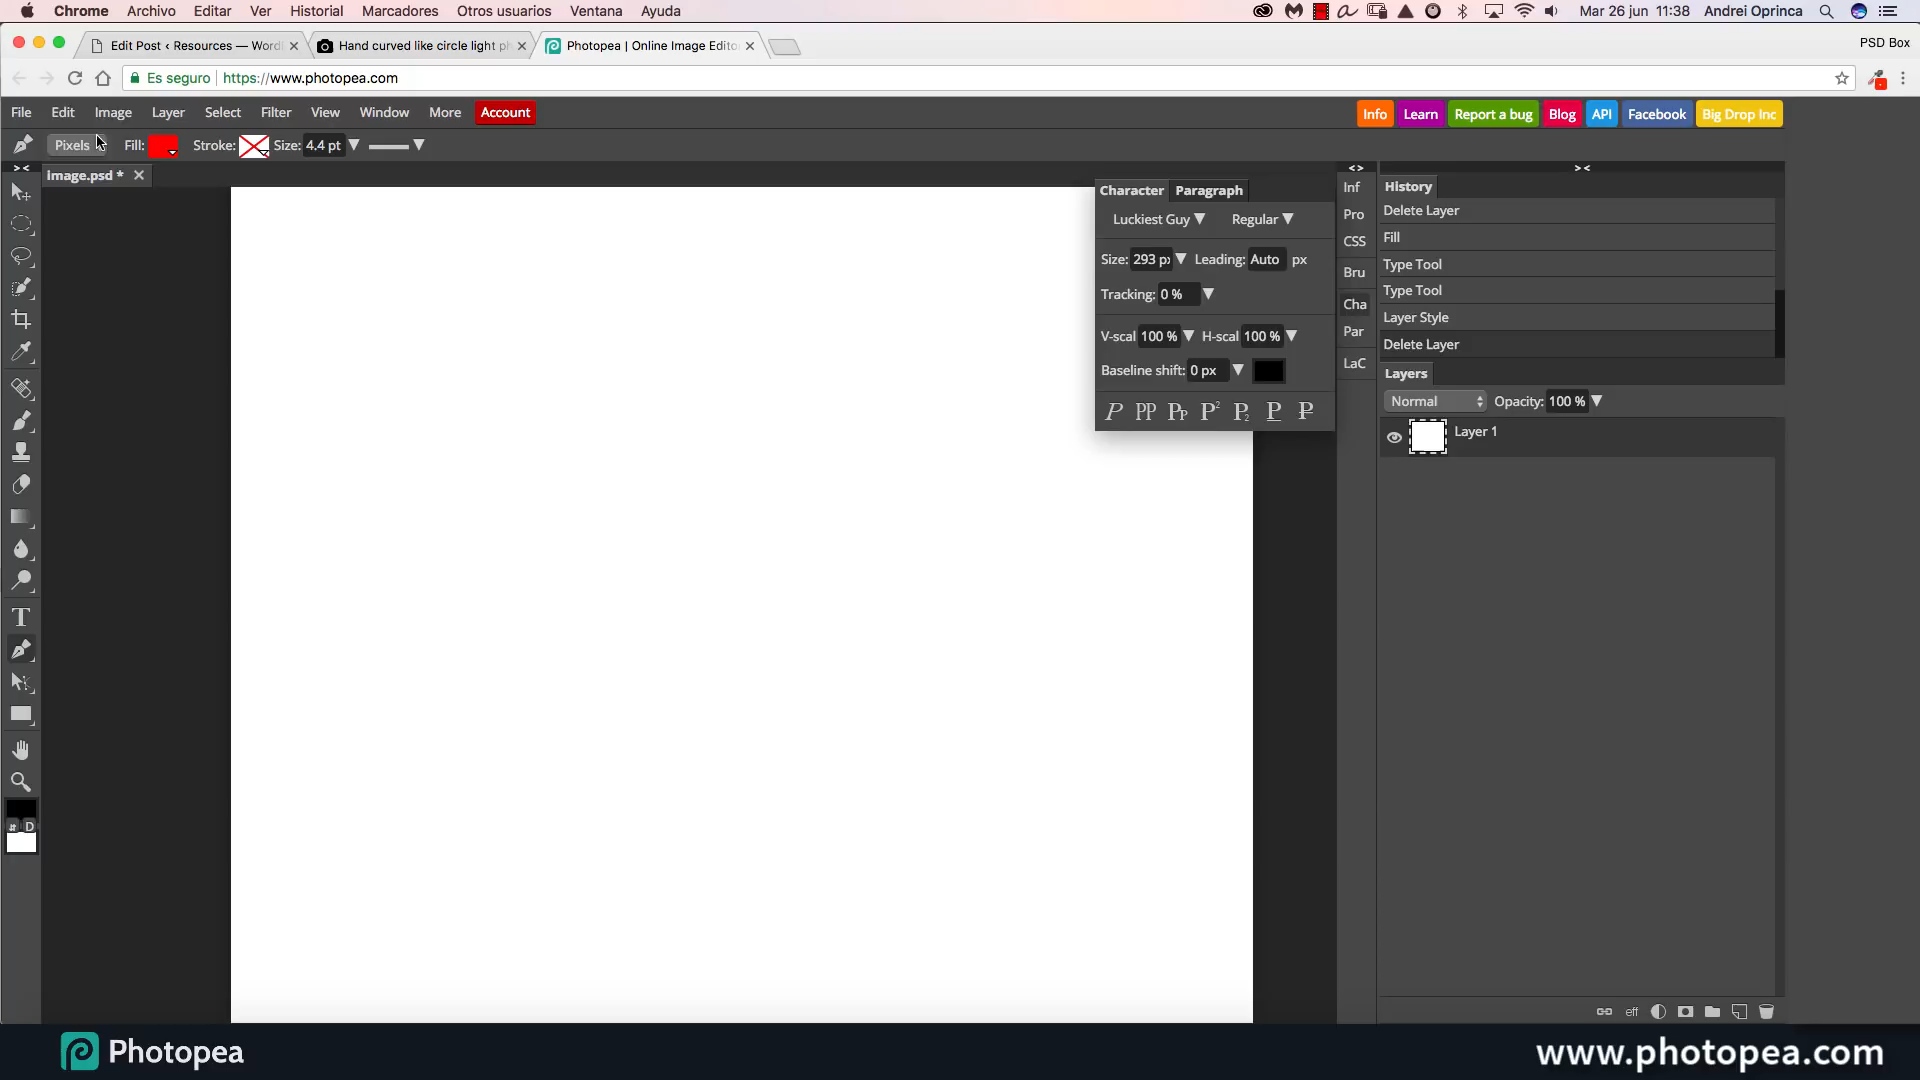 Chrome Archivo Editar Ver Historial Marcadores Otros usuarios Ventana Ayuda Mar 26 jun 11:38 Andrei Oprinca
Edit Post ‹ Resources — Word Hand curved like circle light ph Photopea | Online Image Edito PSD Box
Es seguro https://www.photopea.com
File Edit Image Layer Select Filter View Window More Account Info Learn Report a bug Blog API Facebook Big Drop Inc
Pixels Fill: Stroke: Size: 4.4 pt
image.psd *
Character Paragraph
Luckiest Guy Regular
Size: 293 px Leading: Auto px
Tracking: 0 %
V-scal 100 % H-scal 100 %
Baseline shift: 0 px
Inf
Pro
CSS
Bru
Cha
Par
LaC
History
Delete Layer
Fill
Type Tool
Type Tool
Layer Style
Delete Layer
Layers
Normal Opacity: 100 %
Layer 1
T
D
eff
Photopea www.photopea.com